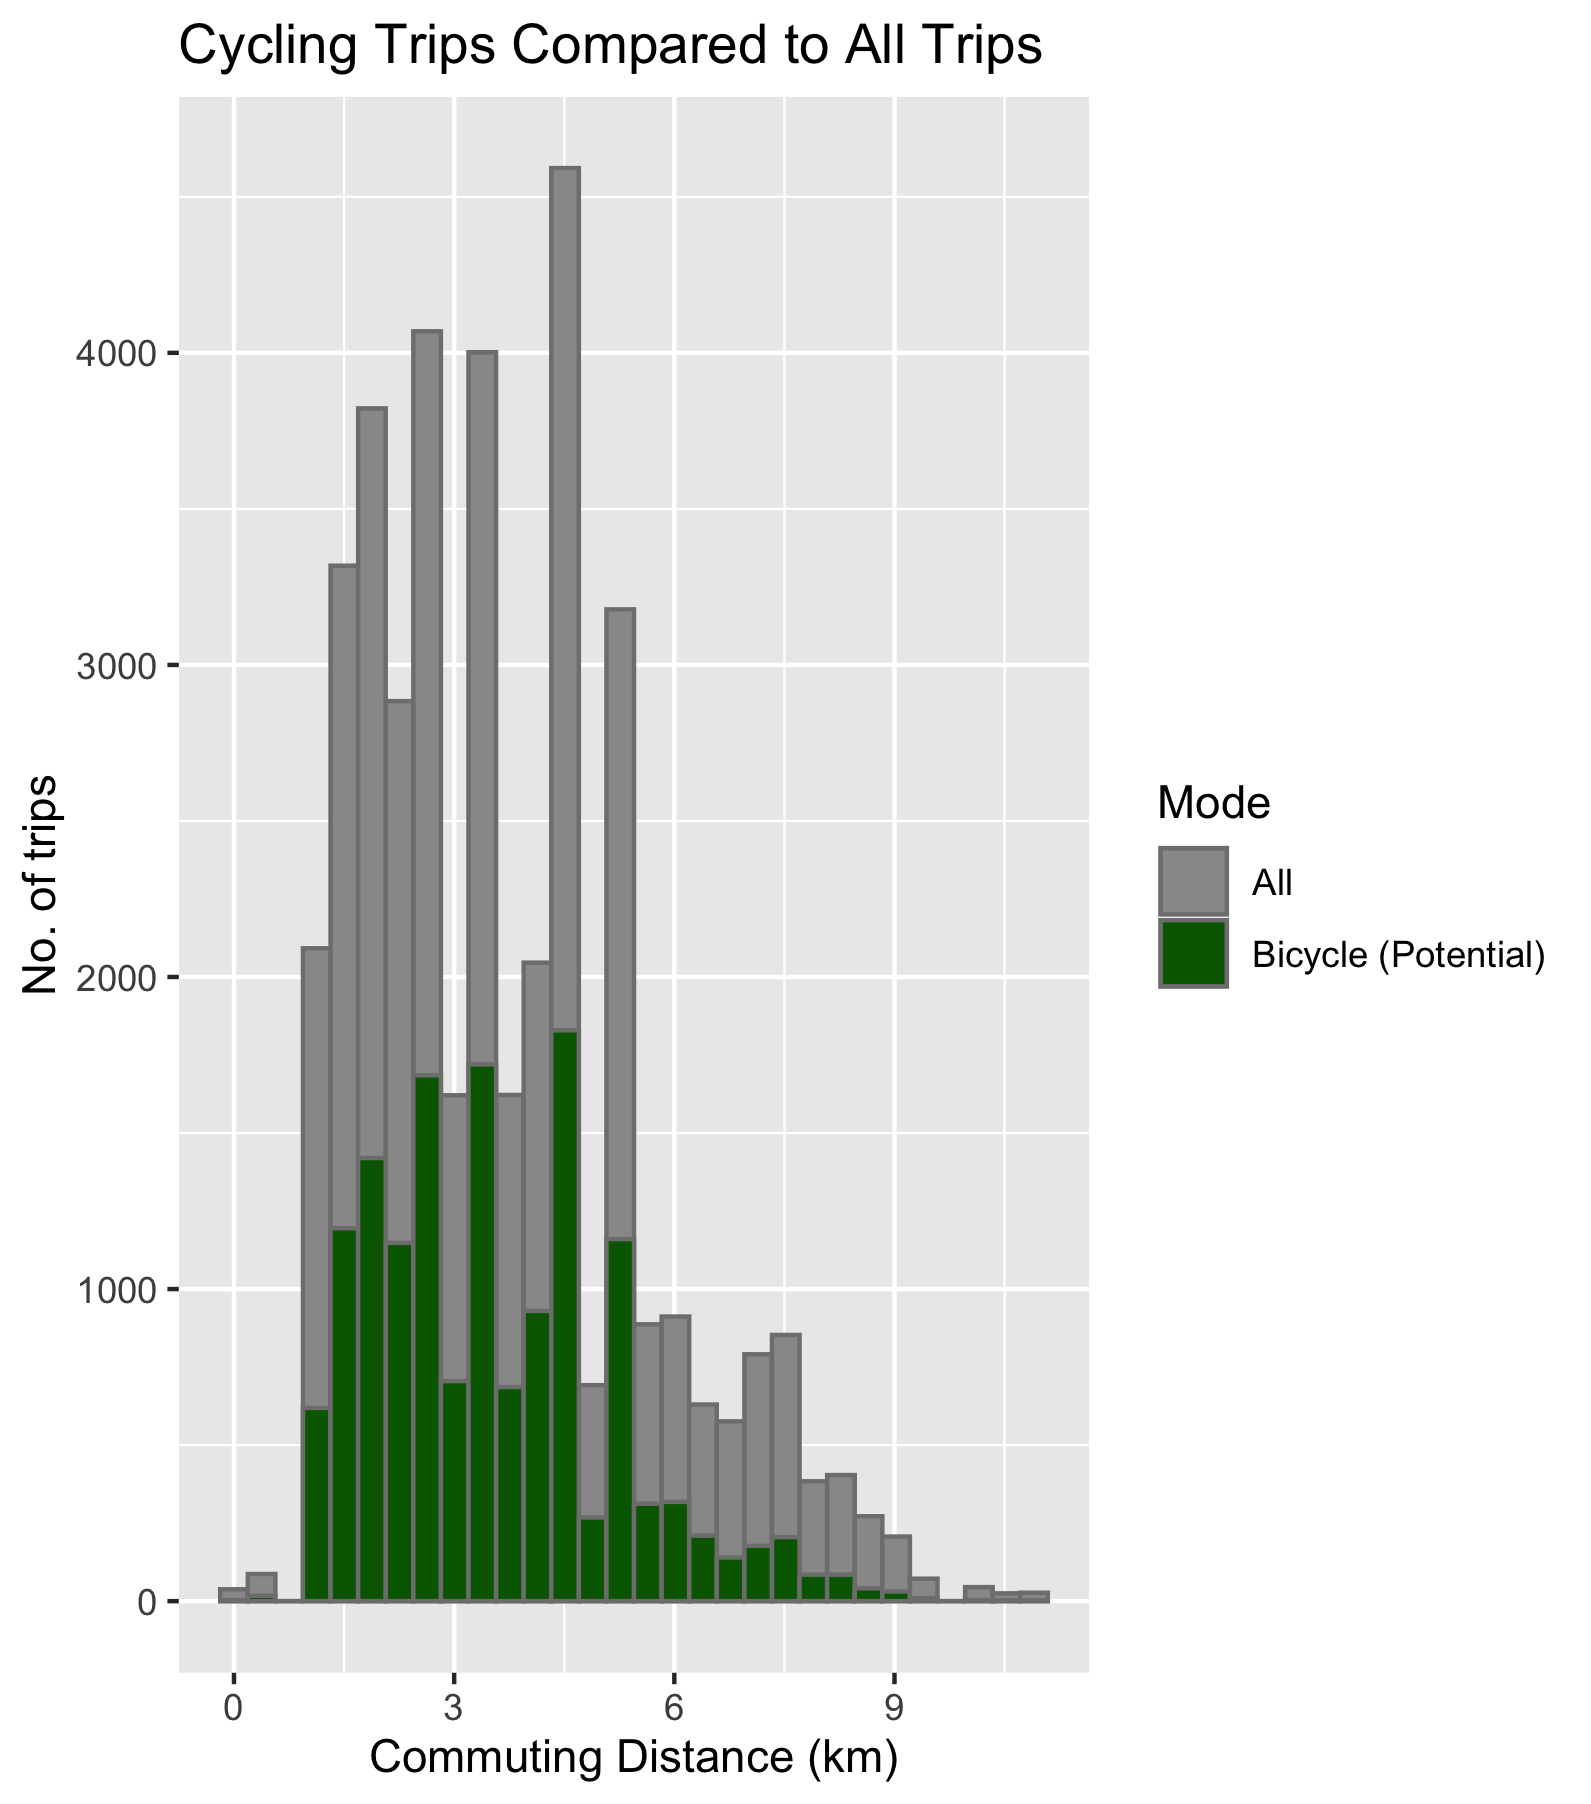 Cycling Trips Compared to All Trips
4000
3000
2000
1000
0
No. of trips
0 3 6 9
Commuting Distance (km)
Mode
All
Bicycle (Potential)